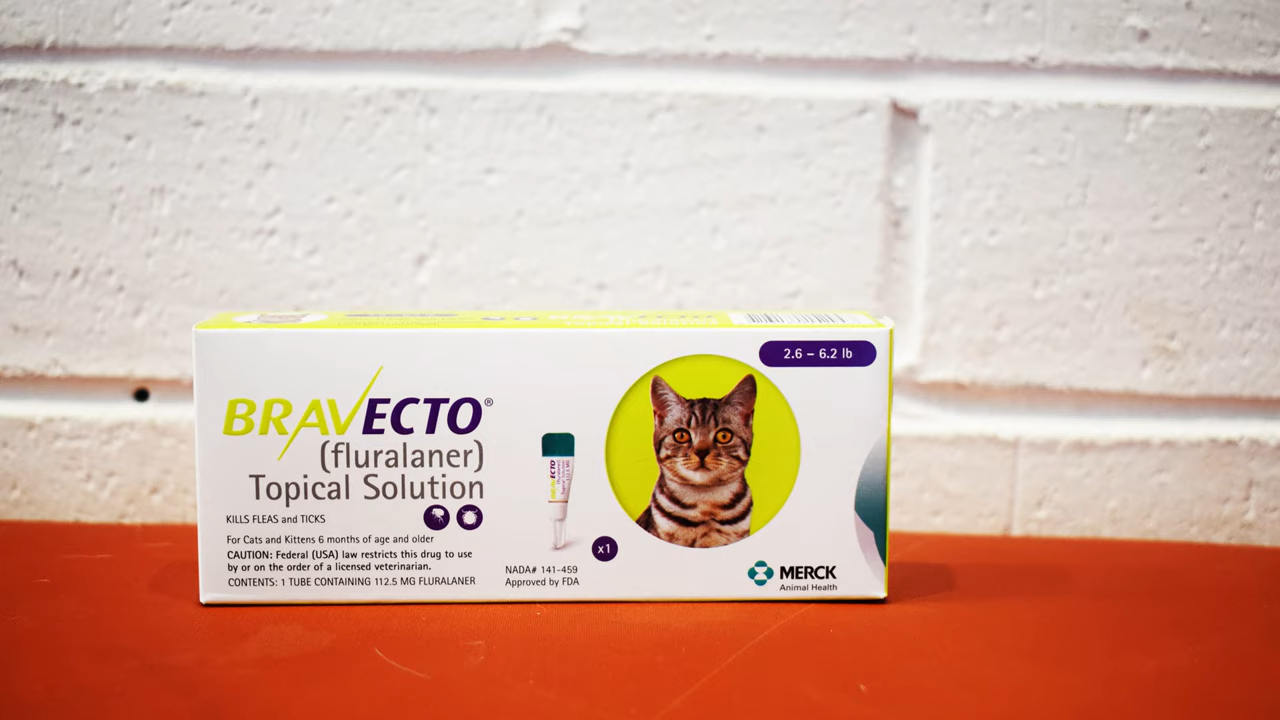 BRAVECTO®
(fluralaner)
Topical Solution
KILLS FLEAS and TICKS
For Cats and Kittens 6 months of age and older
CAUTION: Federal (USA) law restricts this drug to use
by or on the order of a licensed veterinarian.
CONTENTS: 1 TUBE CONTAINING 112.5 MG FLURALANER
BRAVECTO
x1
NADA# 141-459
Approved by FDA
2.6 – 6.2 lb
MERCK
Animal Health